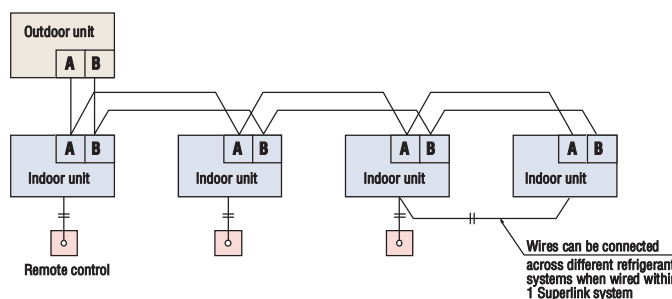 Outdoor unit
A B
A B
A B
A B
A B
Indoor unit
Indoor unit
Indoor unit
Indoor unit
Remote control
Wires can be connected
across different refrigerant
systems when wired within
1 Superlink system